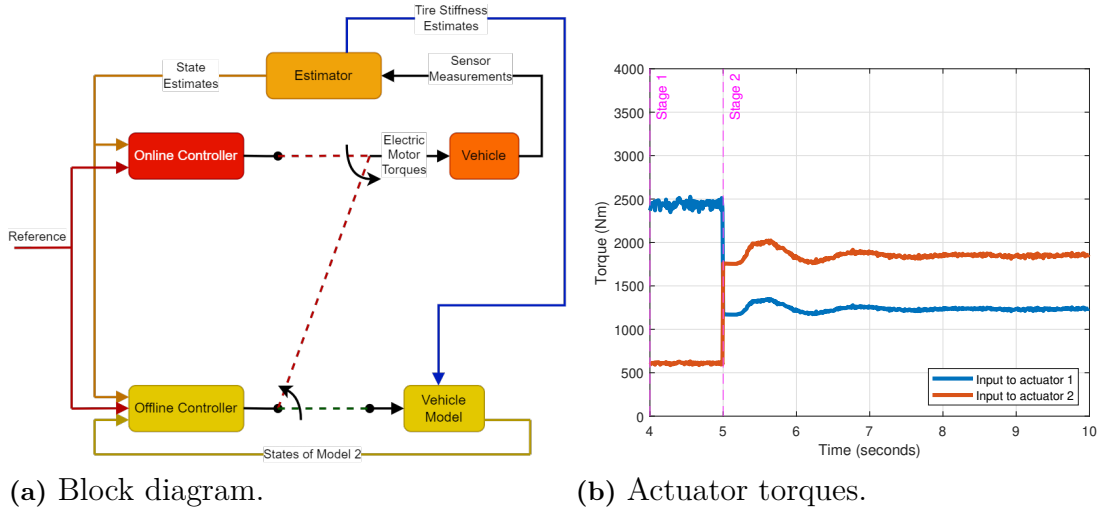 Tire Stiffness
Estimates
State
Estimates
Estimator
Sensor
Measurements
Online Controller
Electric
Motor
Torques
Vehicle
Reference
Offline Controller
Vehicle
Model
States of Model 2
(a) Block diagram.
4000
3500
3000
2500
2000
1500
1000
500
0
Torque (Nm)
Stage 1
Stage 2
Input to actuator 1
Input to actuator 2
4 5 6 7 8 9 10
Time (seconds)
(b) Actuator torques.